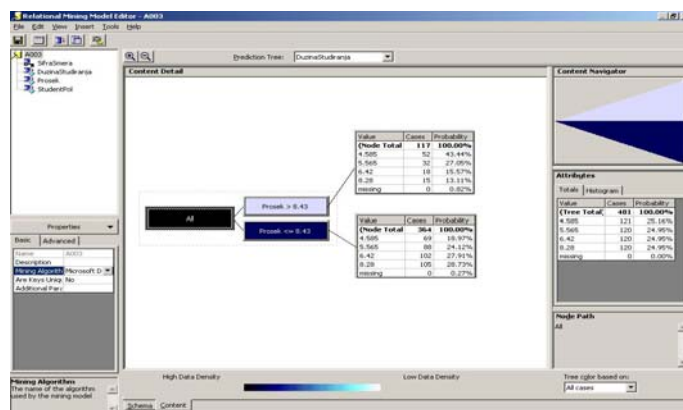 Relational Mining Model Editor - A003
File Edit View Insert Tools Help
A003
SifraSmera
DuzinaStudiranja
Prosek
StudentPol
Prediction Tree: DuzinaStudiranja
Content Detail
All
Prosek > 8.43
Prosek <= 8.43
Value Cases Probability
(Node Total 117 100.00%
4.585 52 43.44%
5.565 32 27.05%
6.42 18 15.57%
8.28 15 13.11%
missing 0 0.82%
Value Cases Probability
(Node Total 364 100.00%
4.585 69 18.97%
5.565 88 24.12%
6.42 102 27.91%
8.28 105 28.73%
missing 0 0.27%
Content Navigator
Attributes
Totals Histogram
Value Cases Probability
(Tree Total) 481 100.00%
4.585 121 25.16%
5.565 120 24.95%
6.42 120 24.95%
8.28 120 24.95%
missing 0 0.00%
Node Path
All
Properties
Basic Advanced
Name A003
Description
Mining Algorith Microsoft D
Are Keys Uniq No
Additional Para
Mining Algorithm
The name of the algorithm
used by the mining model
High Data Density Low Data Density
Tree color based on:
All cases
Schema Content